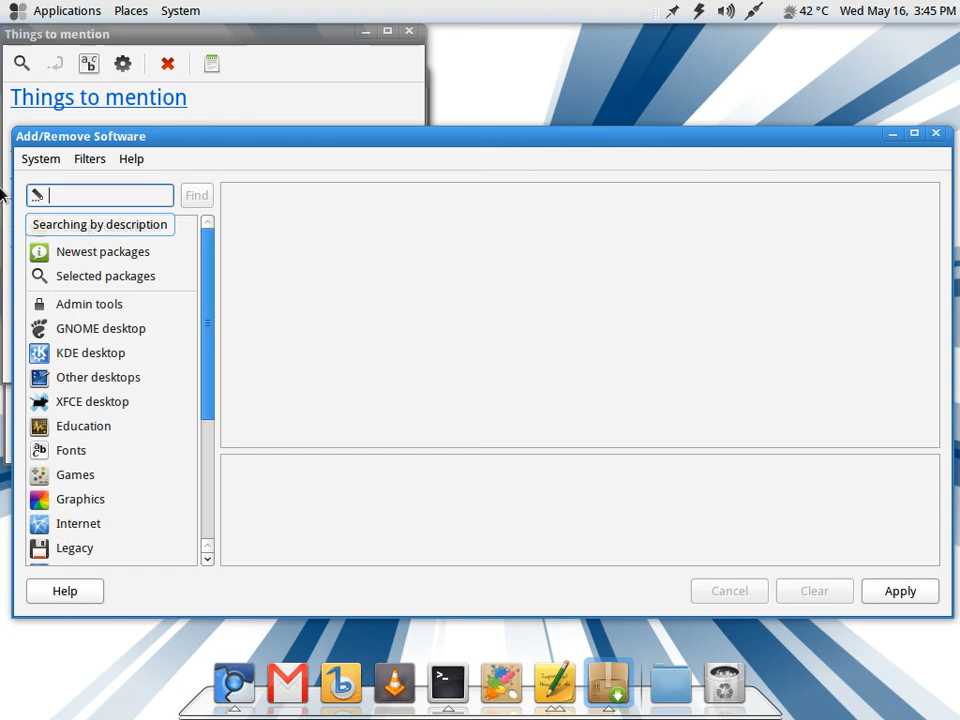 Applications Places System 42 °C Wed May 16, 3:45 PM
Things to mention
Things to mention
Add/Remove Software
System Filters Help
Find
Searching by description
Newest packages
Selected packages
Admin tools
GNOME desktop
KDE desktop
Other desktops
XFCE desktop
Education
Fonts
Games
Graphics
Internet
Legacy
Help Cancel Clear Apply